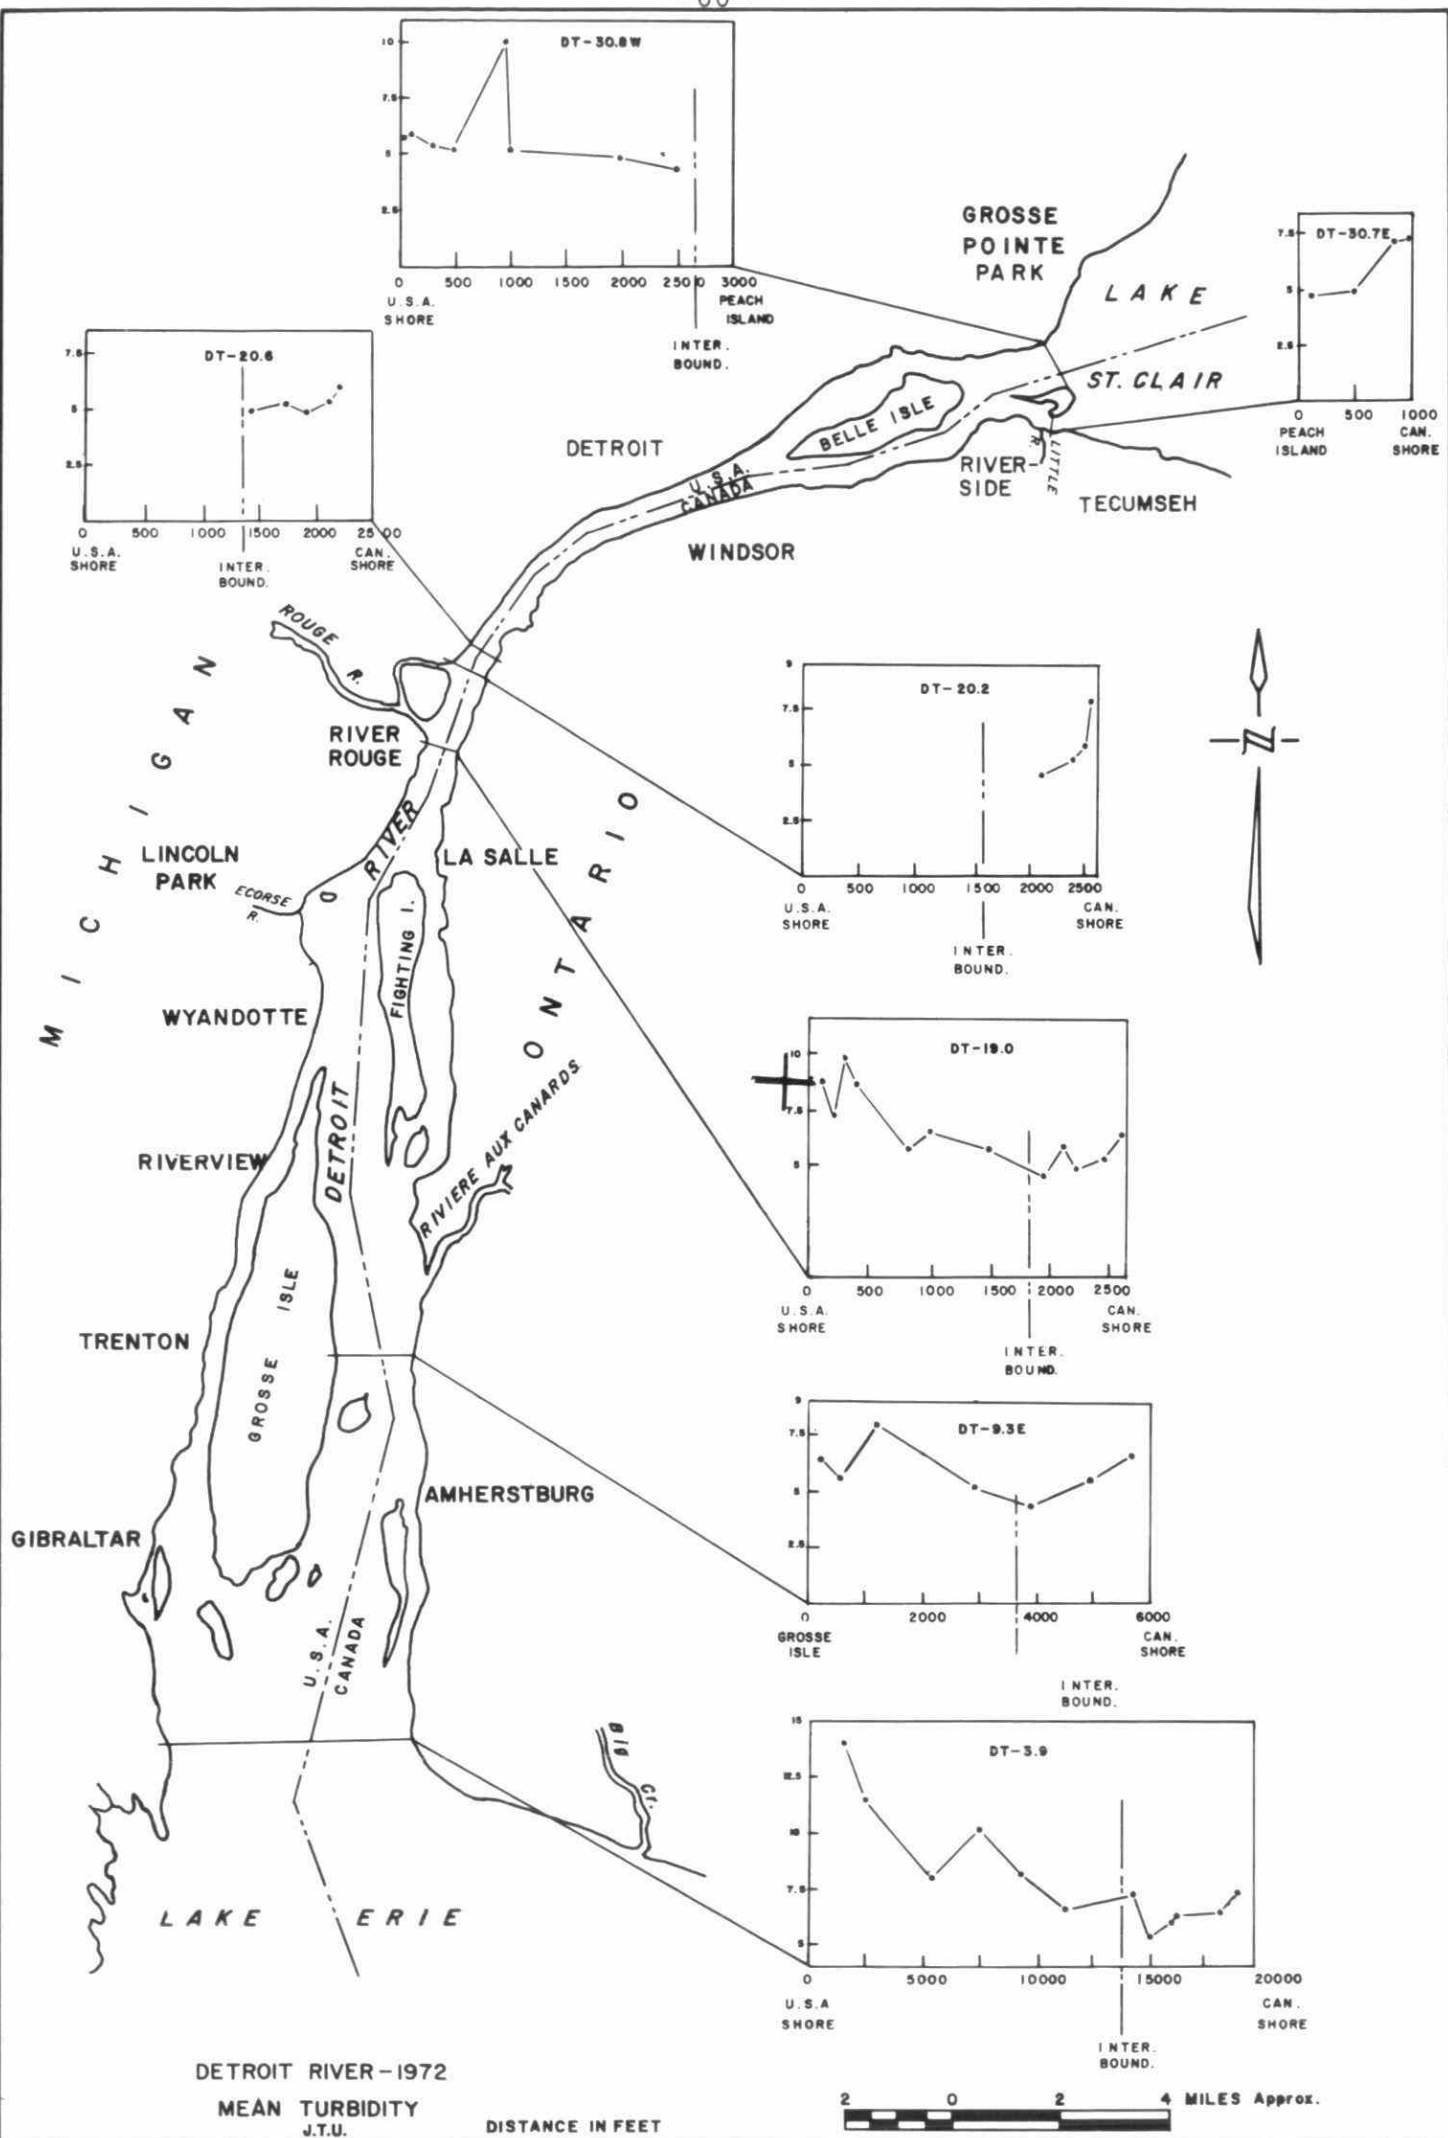 DT-30.8W
10
7.5
5
2.5
0 500 1000 1500 2000 2500 3000
U.S.A. SHORE
PEACH ISLAND
INTER. BOUND.
GROSSE
POINTE
PARK
LAKE
ST. CLAIR
DT-30.7E
7.5
5
2.5
0 500 1000
PEACH ISLAND
CAN. SHORE
DT-20.6
7.5
5
2.5
0 500 1000 1500 2000 2500
U.S.A. SHORE
INTER. BOUND.
CAN. SHORE
DETROIT
BELLE ISLE
U.S.A.
CANADA
RIVER-
SIDE
LITTLE R.
TECUMSEH
WINDSOR
ROUGE R.
MICHIGAN
RIVER
ROUGE
DT-20.2
9
7.5
5
2.5
0 500 1000 1500 2000 2500
U.S.A. SHORE
INTER. BOUND.
CAN. SHORE
N
DETROIT RIVER
LINCOLN
PARK
ECORSE R.
LA SALLE
ONTARIO
FIGHTING I.
WYANDOTTE
RIVIERE AUX CANARDS
RIVERVIEW
DT-19.0
10
7.5
5
0 500 1000 1500 2000 2500
U.S.A. SHORE
INTER. BOUND.
CAN. SHORE
GROSSE ISLE
TRENTON
DT-9.3E
9
7.5
5
2.5
0 2000 4000 6000
GROSSE ISLE
CAN. SHORE
INTER. BOUND.
AMHERSTBURG
GIBRALTAR
U.S.A.
CANADA
BIG Cr.
DT-3.9
15
12.5
10
7.5
5
0 5000 10000 15000 20000
U.S.A SHORE
CAN. SHORE
INTER. BOUND.
LAKE ERIE
DETROIT RIVER-1972
MEAN TURBIDITY
J.T.U.
DISTANCE IN FEET
2 0 2 4 MILES Approx.